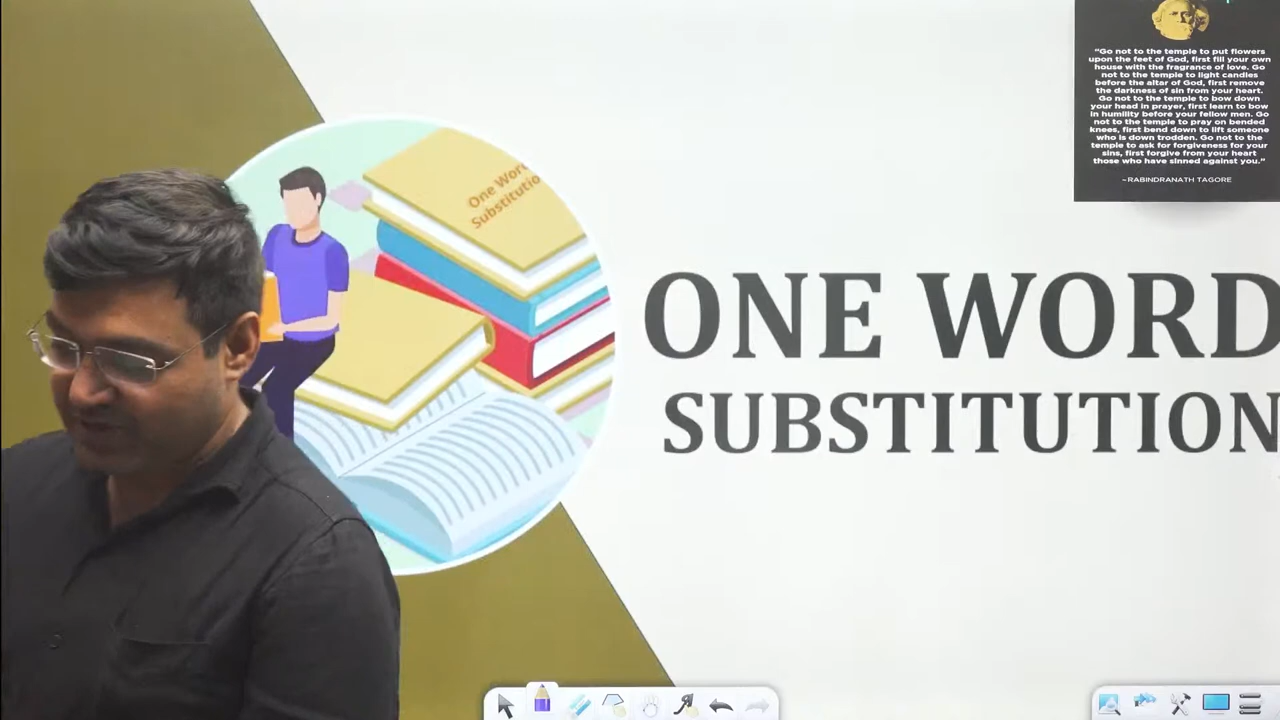 “Go not to the temple to put flowers
upon the feet of God, first fill your own
house with the fragrance of love. Go
not to the temple to light candles
before the altar of God, first remove
the darkness of sin from your heart.
Go not to the temple to bow down
your head in prayer, first learn to bow
in humility before your fellow men. Go
not to the temple to pray on bended
knees, first bend down to lift someone
who is down trodden. Go not to the
temple to ask for forgiveness for your
sins, first forgive from your heart
those who have sinned against you.”
~RABINDRANATH TAGORE
One Word
Substitutio
ONE WORD
SUBSTITUTION